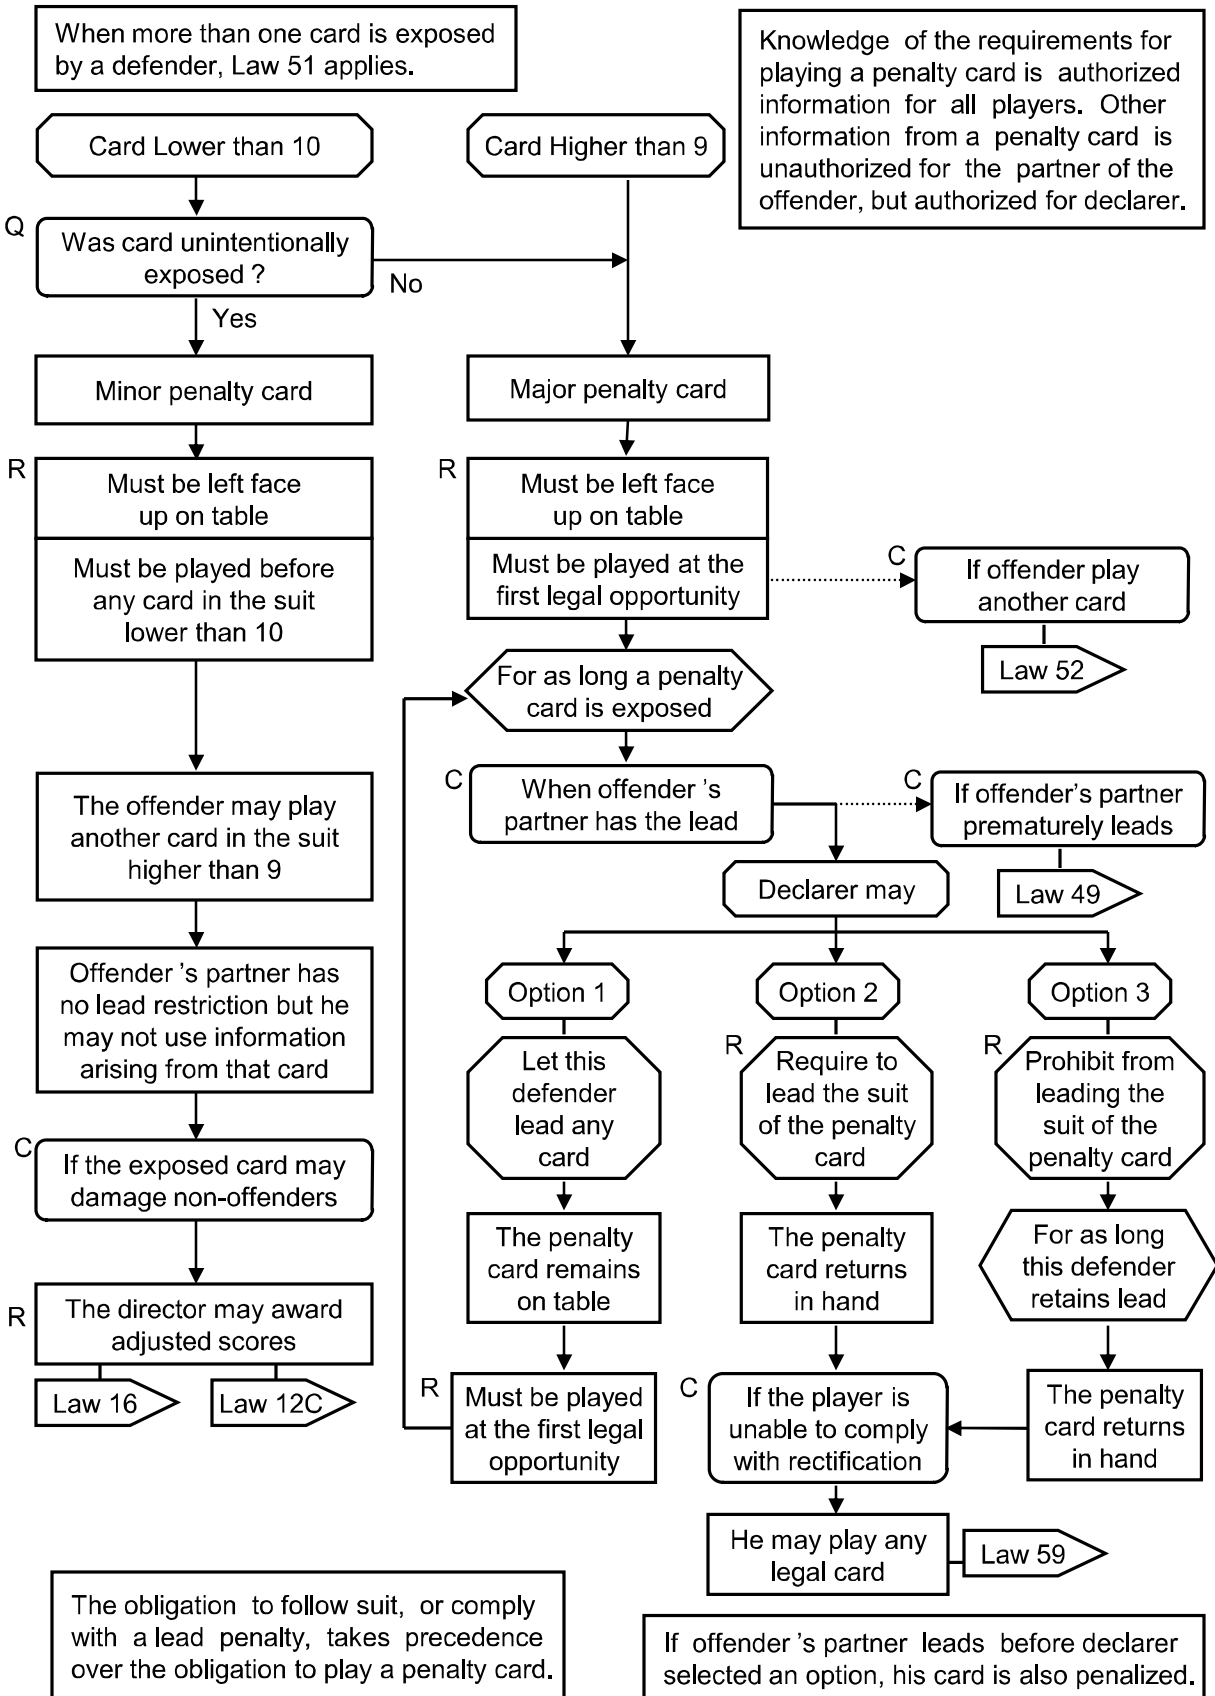 When more than one card is exposed
by a defender, Law 51 applies.
Knowledge of the requirements for
playing a penalty card is authorized
information for all players. Other
information from a penalty card is
unauthorized for the partner of the
offender, but authorized for declarer.
Card Lower than 10
Card Higher than 9
Q
Was card unintentionally
exposed ?
No
Yes
Minor penalty card
Major penalty card
R
Must be left face
up on table
Must be played before
any card in the suit
lower than 10
R
Must be left face
up on table
Must be played at the
first legal opportunity
C
If offender play
another card
Law 52
For as long a penalty
card is exposed
The offender may play
another card in the suit
higher than 9
C
When offender 's
partner has the lead
C
If offender's partner
prematurely leads
Law 49
Declarer may
Offender 's partner has
no lead restriction but he
may not use information
arising from that card
Option 1
Option 2
Option 3
Let this
defender
lead any
card
R
Require to
lead the suit
of the penalty
card
R
Prohibit from
leading the
suit of the
penalty card
C
If the exposed card may
damage non-offenders
The penalty
card remains
on table
The penalty
card returns
in hand
For as long
this defender
retains lead
R
The director may award
adjusted scores
Law 16
Law 12C
R
Must be played
at the first legal
opportunity
C
If the player is
unable to comply
with rectification
The penalty
card returns
in hand
He may play any
legal card
Law 59
The obligation to follow suit, or comply
with a lead penalty, takes precedence
over the obligation to play a penalty card.
If offender 's partner leads before declarer
selected an option, his card is also penalized.